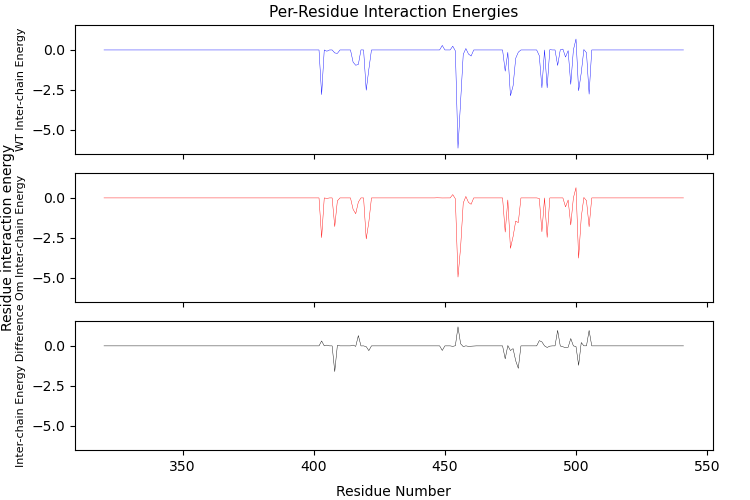 Per-Residue Interaction Energies
Residue interaction energy
WT Inter-chain Energy
0.0
−2.5
−5.0
Om Inter-chain Energy
0.0
−2.5
−5.0
Inter-chain Energy Difference
0.0
−2.5
−5.0
350
400
450
500
550
Residue Number